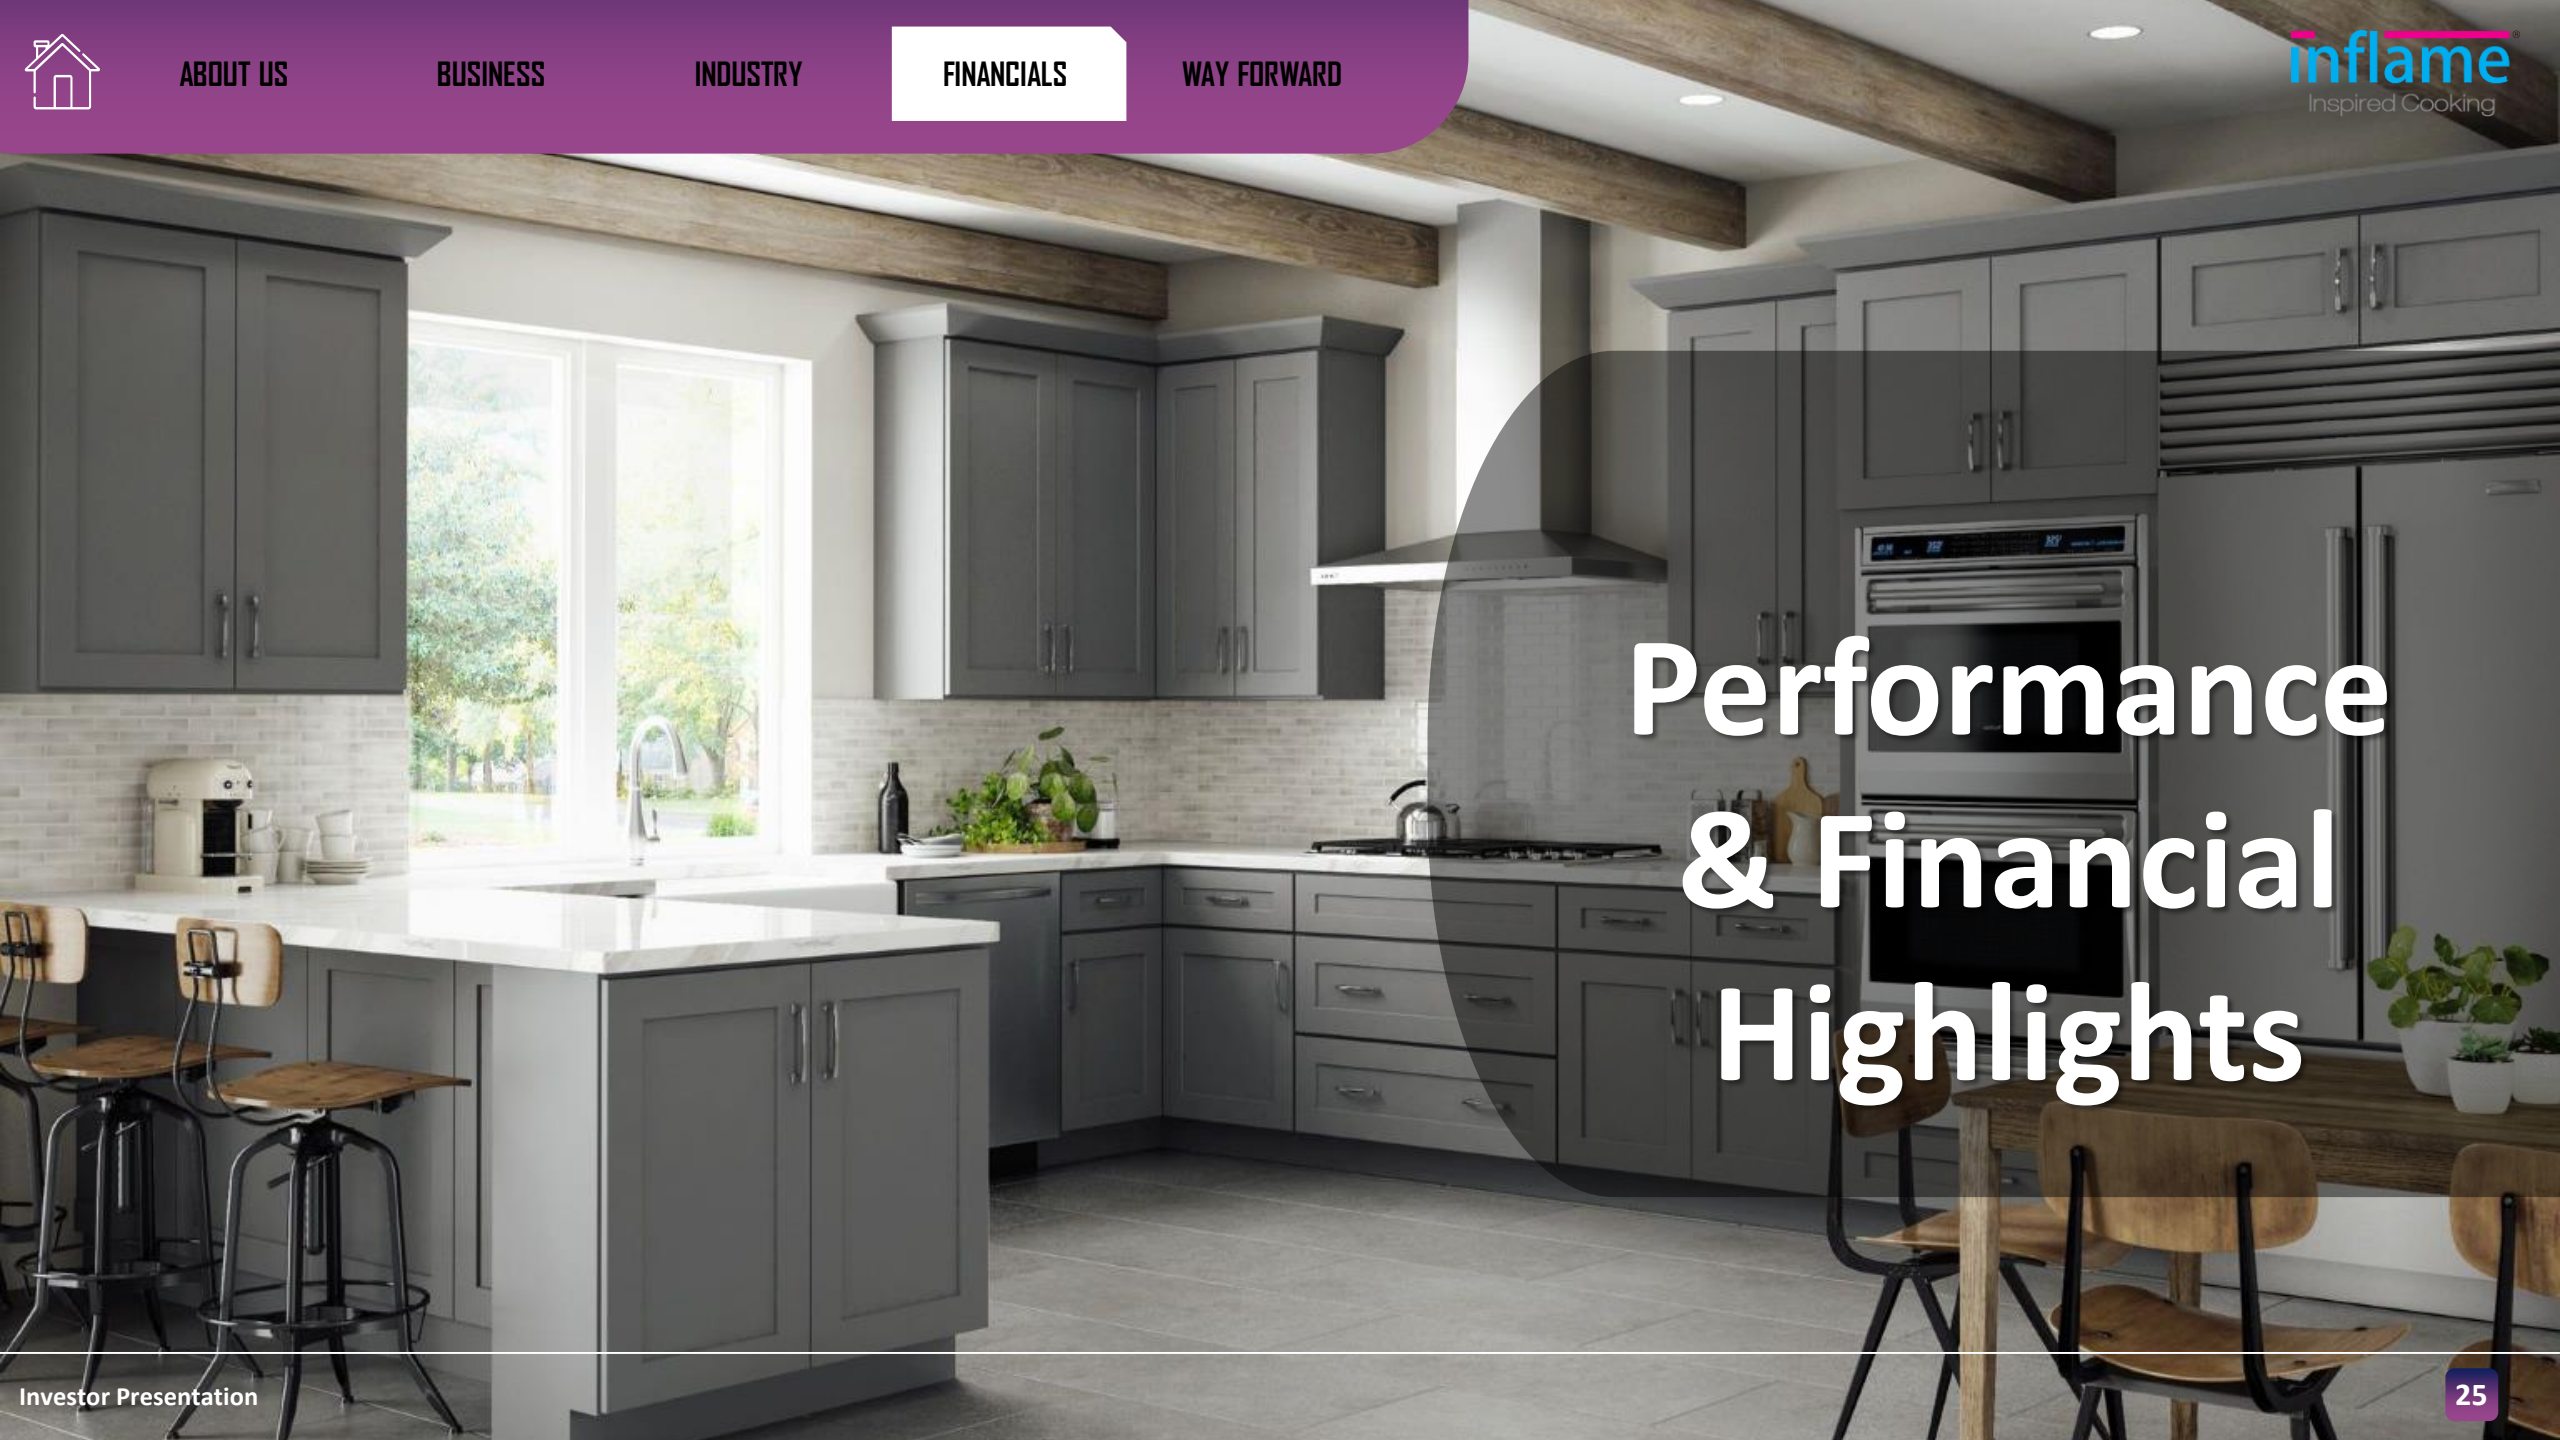 ABOUT US
BUSINESS
INDUSTRY
FINANCIALS
WAY FORWARD
inflame®
Inspired Cooking
Performance
& Financial
Highlights
Investor Presentation
25